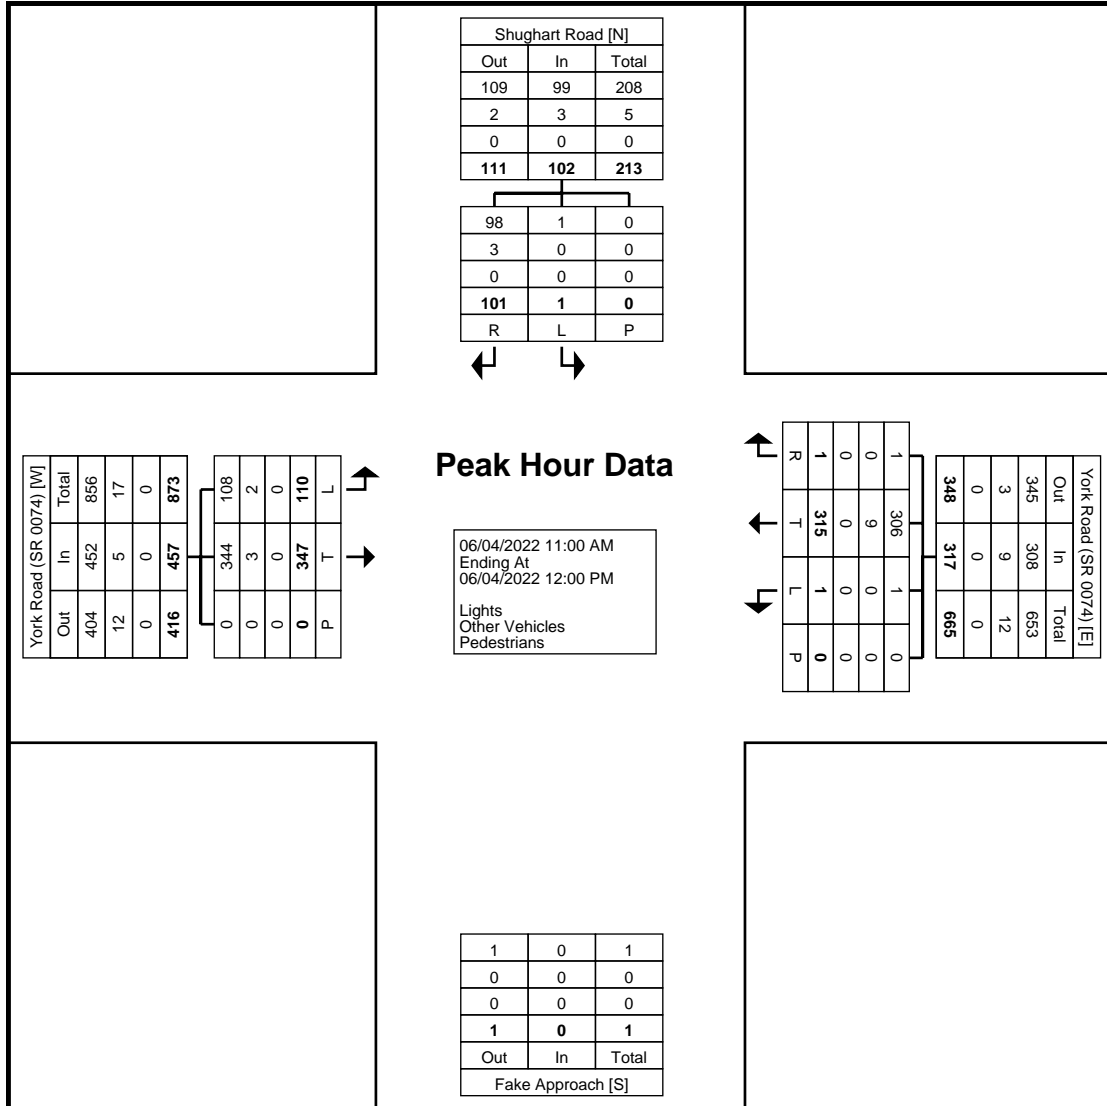 Shughart Road [N]
Out In Total
109 99 208
2 3 5
0 0 0
111 102 213
98 1 0
3 0 0
0 0 0
101 1 0
R L P
Peak Hour Data
06/04/2022 11:00 AM
Ending At
06/04/2022 12:00 PM
Lights
Other Vehicles
Pedestrians
York Road (SR 0074) [W]
Out In Total
404 452 856
12 5 17
0 0 0
416 457 873
0 344 108
0 3 2
0 0 0
0 347 110
P T L
York Road (SR 0074) [E]
Out In Total
345 308 653
3 9 12
0 0 0
348 317 665
1 306 1 0
0 9 0 0
0 0 0 0
1 315 1 0
R T L P
1 0 1
0 0 0
0 0 0
1 0 1
Out In Total
Fake Approach [S]